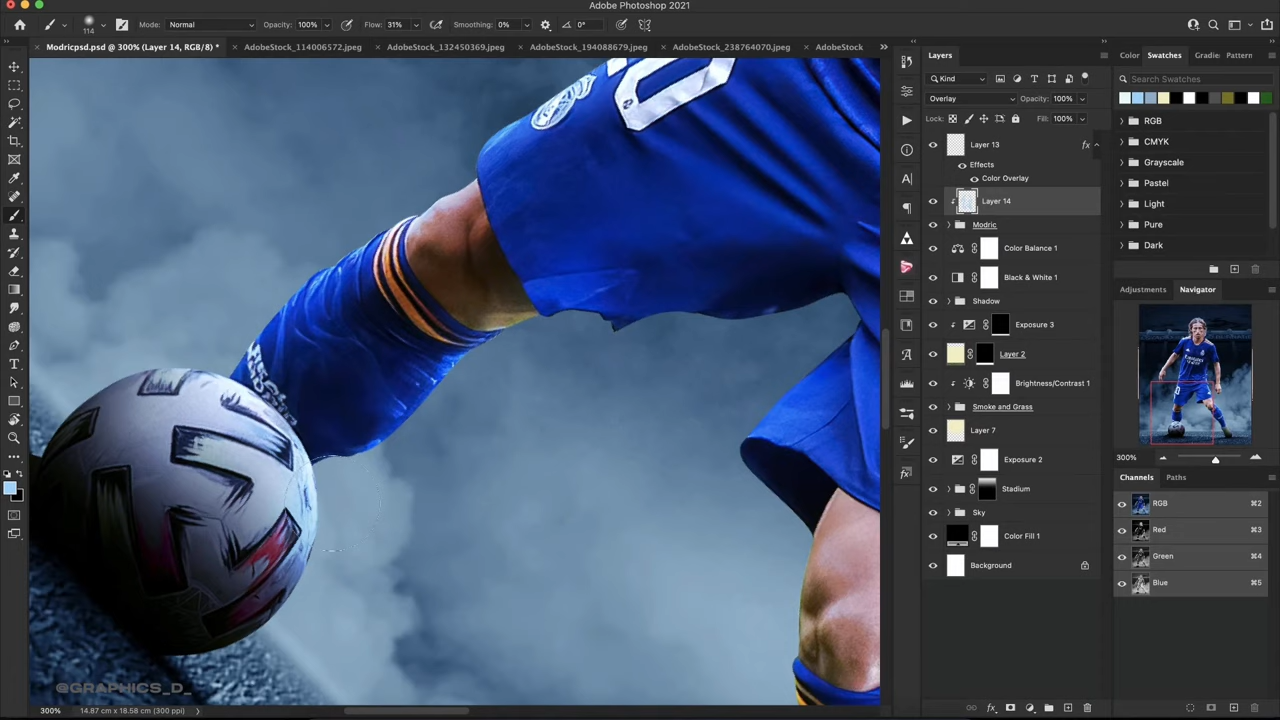 Adobe Photoshop 2021
114
Mode: Normal
Opacity: 100%
Flow: 31%
Smoothing: 0%
0°
Modricpsd.psd @ 300% (Layer 14, RGB/8) *
AdobeStock_114006572.jpeg
AdobeStock_132450369.jpeg
AdobeStock_194088679.jpeg
AdobeStock_238764070.jpeg
AdobeStock
Layers
Kind
Overlay
Opacity: 100%
Lock:
Fill: 100%
Layer 13
fx
Effects
Color Overlay
Layer 14
Modric
Color Balance 1
Black & White 1
Shadow
Exposure 3
Layer 2
Brightness/Contrast 1
Smoke and Grass
Layer 7
Exposure 2
Stadium
Sky
Color Fill 1
Background
Color
Swatches
Gradie
Pattern
Search Swatches
RGB
CMYK
Grayscale
Pastel
Light
Pure
Dark
Adjustments
Navigator
300%
Channels
Paths
RGB ⌘2
Red ⌘3
Green ⌘4
Blue ⌘5
10
@GRAPHICS_D_
300%
14.87 cm x 18.58 cm (300 ppi)